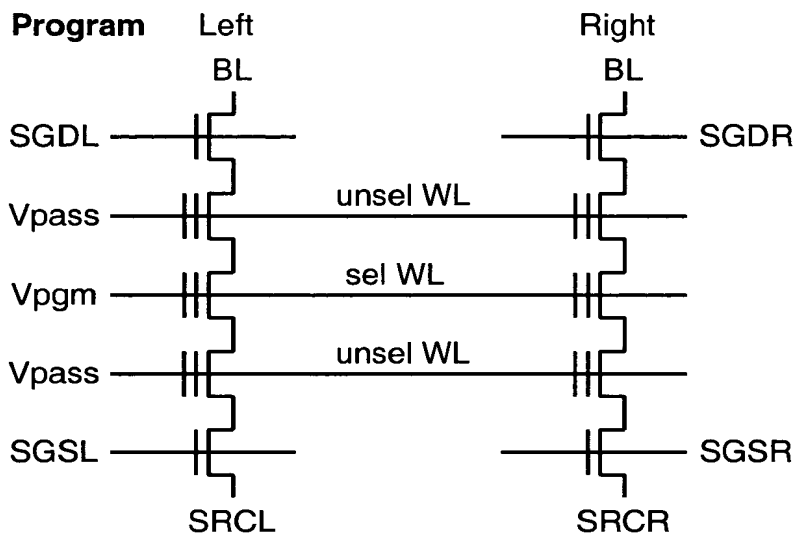 Program Left Right
BL BL
SGDL SGDR
unsel WL
Vpass
sel WL
Vpgm
unsel WL
Vpass
SGSL SGSR
SRCL SRCR